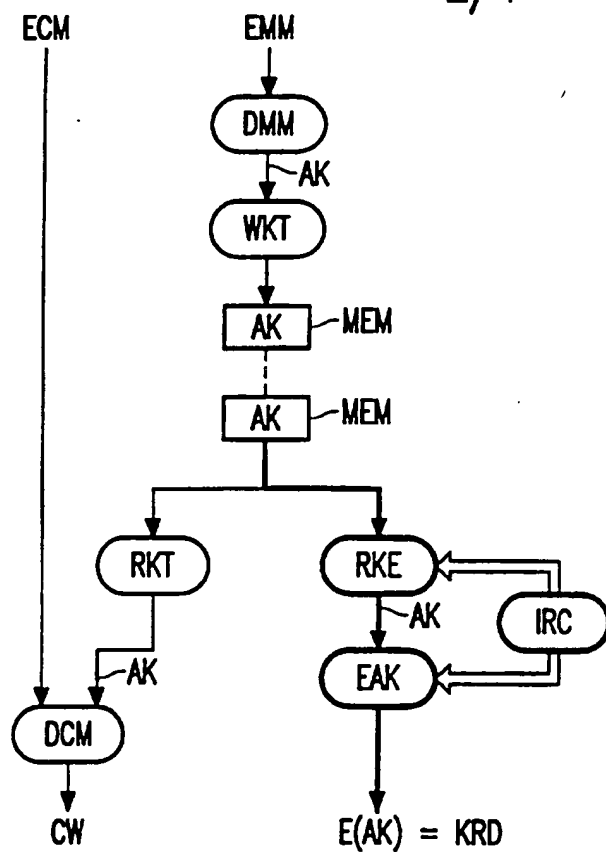 ECM EMM
DMM
AK
WKT
AK MEM
AK MEM
RKT RKE
AK
IRC
EAK
AK
DCM
CW E(AK) = KRD